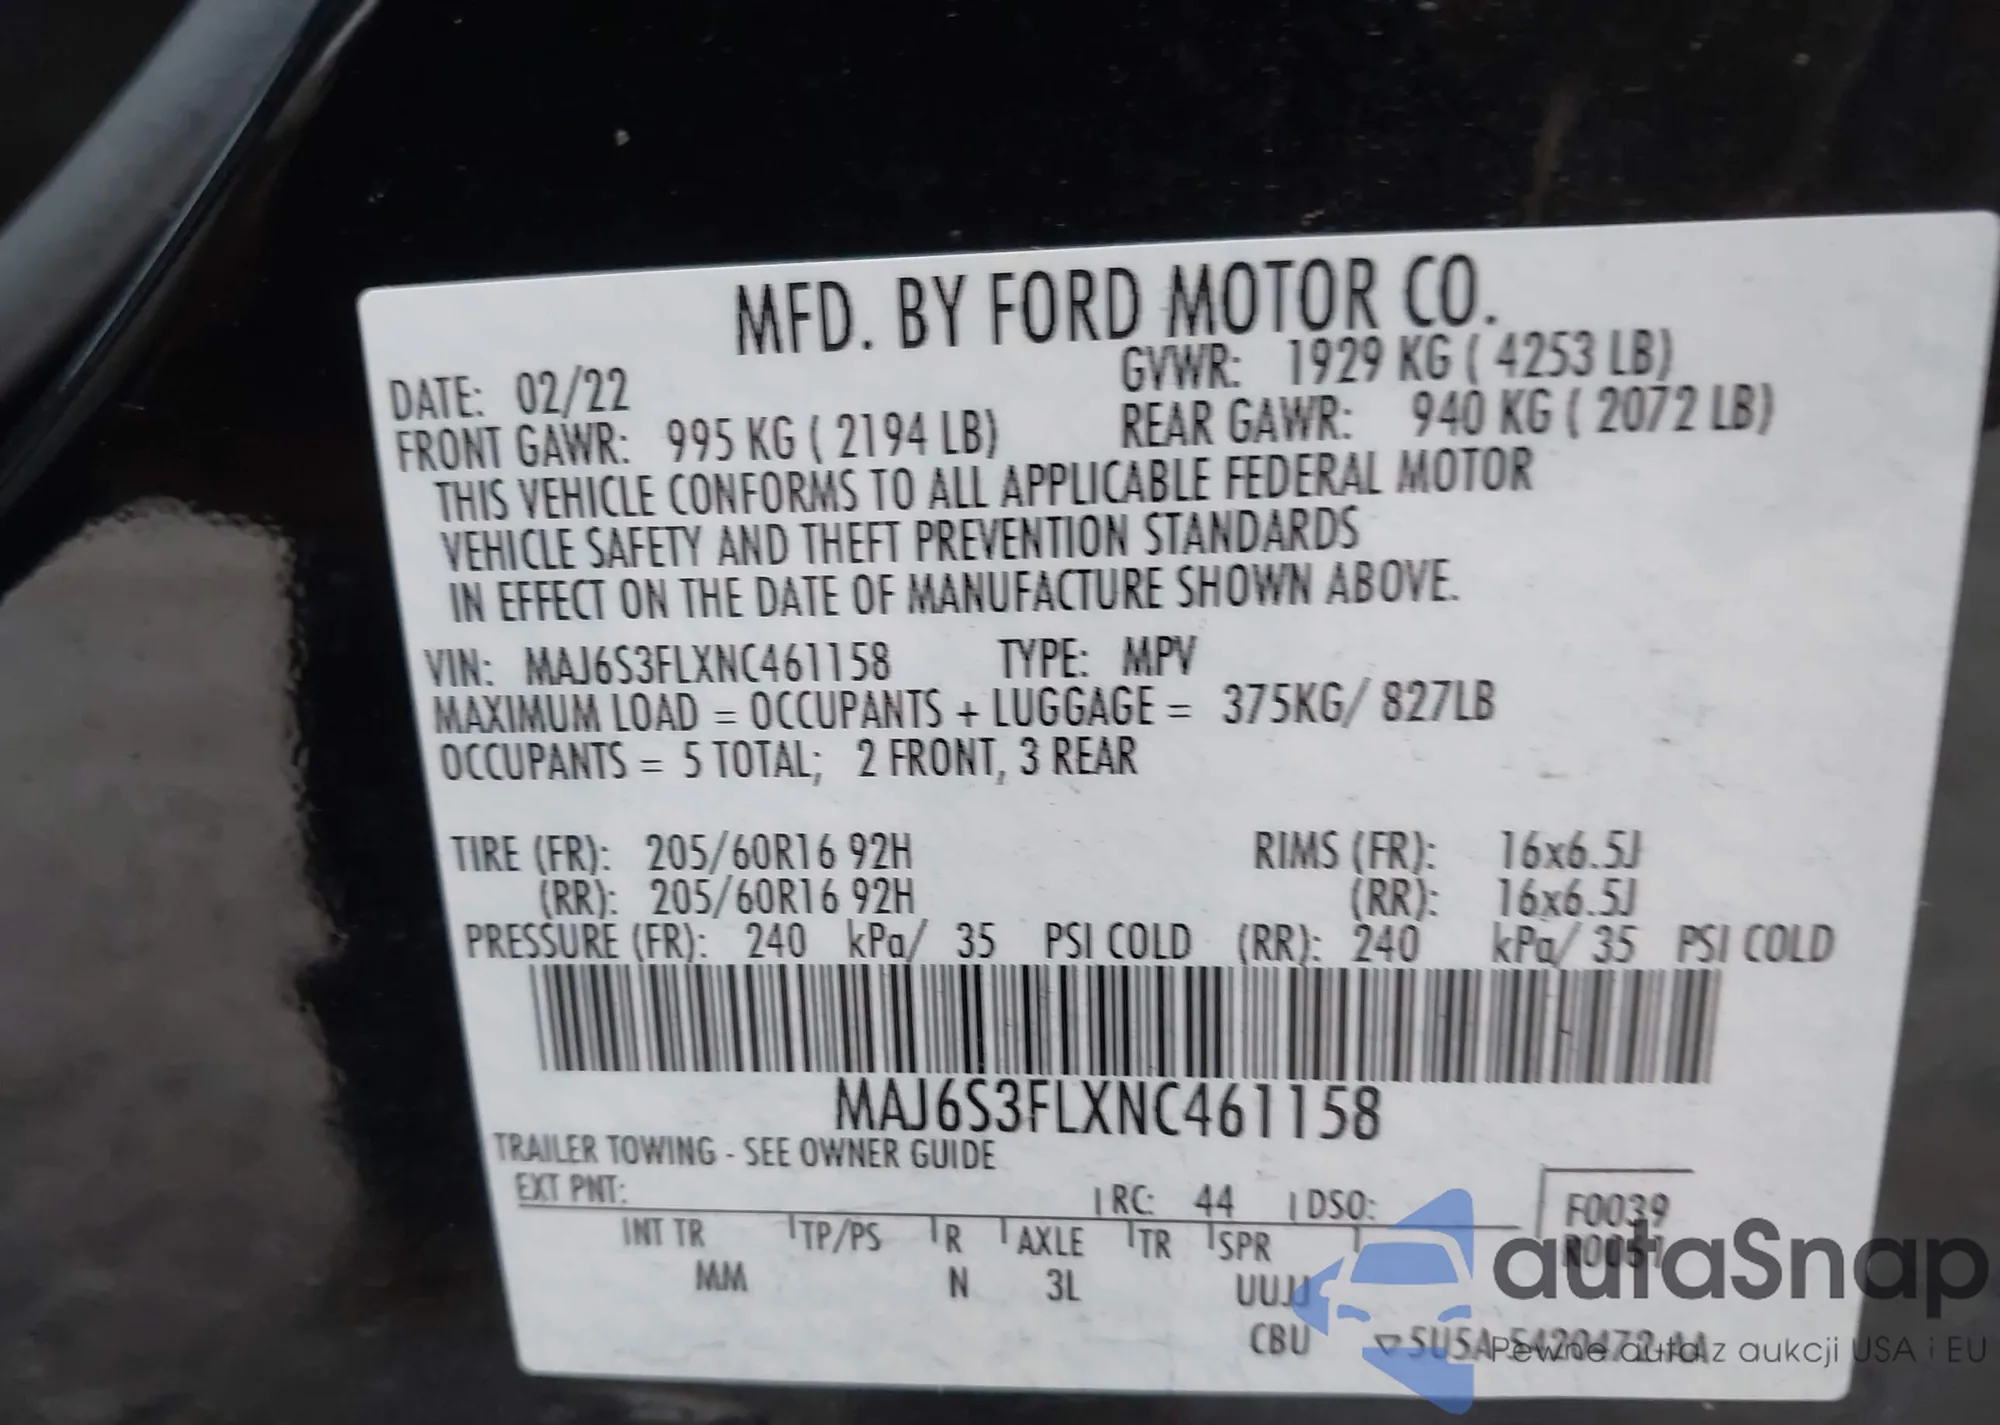 MFD. BY FORD MOTOR CO.
DATE: 02/22 GVWR: 1929 KG ( 4253 LB)
FRONT GAWR: 995 KG ( 2194 LB) REAR GAWR: 940 KG ( 2072 LB)
THIS VEHICLE CONFORMS TO ALL APPLICABLE FEDERAL MOTOR
VEHICLE SAFETY AND THEFT PREVENTION STANDARDS
IN EFFECT ON THE DATE OF MANUFACTURE SHOWN ABOVE.
VIN: MAJ6S3FLXNC461158 TYPE: MPV
MAXIMUM LOAD = OCCUPANTS + LUGGAGE = 375KG/ 827LB
OCCUPANTS = 5 TOTAL; 2 FRONT, 3 REAR
TIRE (FR): 205/60R16 92H RIMS (FR): 16x6.5J
(RR): 205/60R16 92H (RR): 16x6.5J
PRESSURE (FR): 240 kPa/ 35 PSI COLD (RR): 240 kPa/ 35 PSI COLD
MAJ6S3FLXNC461158
TRAILER TOWING - SEE OWNER GUIDE
EXT PNT: RC: 44 DSO:
F0039
INT TR TP/PS R AXLE TR SPR
MM N 3L UUJJ
CBU
autaSnap
Pewne auta z aukcji USA i EU